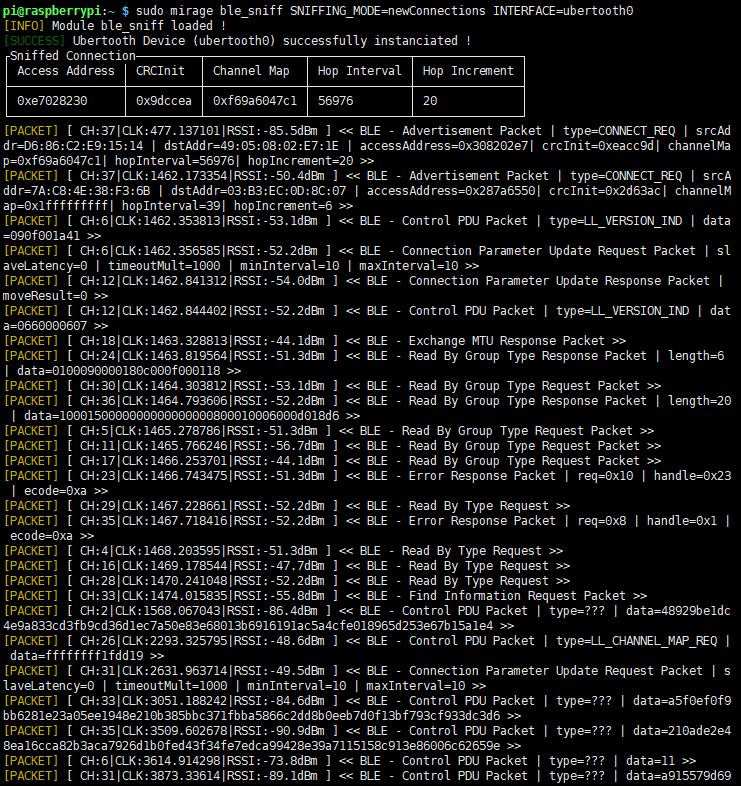 pi@raspberrypi:~ $ sudo mirage ble_sniff SNIFFING_MODE=newConnections INTERFACE=ubertooth0
[INFO] Module ble_sniff loaded !
[SUCCESS] Ubertooth Device (ubertooth0) successfully instanciated !
Sniffed Connection
Access Address | CRCInit | Channel Map | Hop Interval | Hop Increment
0xe7028230 | 0x9dccea | 0xf69a6047c1 | 56976 | 20
[PACKET] [ CH:37|CLK:477.137101|RSSI:-85.5dBm ] << BLE - Advertisement Packet | type=CONNECT_REQ | srcA
ddr=D6:86:C2:E9:15:14 | dstAddr=49:05:08:02:E7:1E | accessAddress=0x308202e7| crcInit=0xeacc9d| channelMa
p=0xf69a6047c1| hopInterval=56976| hopIncrement=20 >>
[PACKET] [ CH:37|CLK:1462.173354|RSSI:-50.4dBm ] << BLE - Advertisement Packet | type=CONNECT_REQ | srcA
ddr=7A:C8:4E:38:F3:6B | dstAddr=03:B3:EC:0D:8C:07 | accessAddress=0x287a6550| crcInit=0x2d63ac| channelM
ap=0x1fffffffff| hopInterval=39| hopIncrement=6 >>
[PACKET] [ CH:6|CLK:1462.353813|RSSI:-53.1dBm ] << BLE - Control PDU Packet | type=LL_VERSION_IND | data
=090f001a41 >>
[PACKET] [ CH:6|CLK:1462.356585|RSSI:-52.2dBm ] << BLE - Connection Parameter Update Request Packet | sl
aveLatency=0 | timeoutMult=1000 | minInterval=10 | maxInterval=10 >>
[PACKET] [ CH:12|CLK:1462.841312|RSSI:-54.0dBm ] << BLE - Connection Parameter Update Response Packet |
moveResult=0 >>
[PACKET] [ CH:12|CLK:1462.844402|RSSI:-52.2dBm ] << BLE - Control PDU Packet | type=LL_VERSION_IND | dat
a=0660000607 >>
[PACKET] [ CH:18|CLK:1463.328813|RSSI:-44.1dBm ] << BLE - Exchange MTU Response Packet >>
[PACKET] [ CH:24|CLK:1463.819564|RSSI:-51.3dBm ] << BLE - Read By Group Type Response Packet | length=6
| data=0100090000180c000f000118 >>
[PACKET] [ CH:30|CLK:1464.303812|RSSI:-53.1dBm ] << BLE - Read By Group Type Request Packet >>
[PACKET] [ CH:36|CLK:1464.793606|RSSI:-52.2dBm ] << BLE - Read By Group Type Response Packet | length=20
| data=10001500000000000000000800010006000d018d6 >>
[PACKET] [ CH:5|CLK:1465.278786|RSSI:-51.3dBm ] << BLE - Read By Group Type Request Packet >>
[PACKET] [ CH:11|CLK:1465.766246|RSSI:-56.7dBm ] << BLE - Read By Group Type Request Packet >>
[PACKET] [ CH:17|CLK:1466.253701|RSSI:-44.1dBm ] << BLE - Read By Group Type Request Packet >>
[PACKET] [ CH:23|CLK:1466.743475|RSSI:-51.3dBm ] << BLE - Error Response Packet | req=0x10 | handle=0x23
| ecode=0xa >>
[PACKET] [ CH:29|CLK:1467.228661|RSSI:-52.2dBm ] << BLE - Read By Type Request >>
[PACKET] [ CH:35|CLK:1467.718416|RSSI:-52.2dBm ] << BLE - Error Response Packet | req=0x8 | handle=0x1 |
ecode=0xa >>
[PACKET] [ CH:4|CLK:1468.203595|RSSI:-51.3dBm ] << BLE - Read By Type Request >>
[PACKET] [ CH:16|CLK:1469.178544|RSSI:-47.7dBm ] << BLE - Read By Type Request >>
[PACKET] [ CH:28|CLK:1470.241048|RSSI:-52.2dBm ] << BLE - Read By Type Request >>
[PACKET] [ CH:33|CLK:1474.015835|RSSI:-55.8dBm ] << BLE - Find Information Request Packet >>
[PACKET] [ CH:2|CLK:1568.067043|RSSI:-86.4dBm ] << BLE - Control PDU Packet | type=??? | data=48929be1dc
4e9a833cd3fb9cd36d1ec7a50e83e68013b6916191ac5a4cfe018965d253e67b15a1e4 >>
[PACKET] [ CH:26|CLK:2293.325795|RSSI:-48.6dBm ] << BLE - Control PDU Packet | type=LL_CHANNEL_MAP_REQ |
data=ffffffff1fdd19 >>
[PACKET] [ CH:31|CLK:2631.963714|RSSI:-49.5dBm ] << BLE - Connection Parameter Update Request Packet | s
laveLatency=0 | timeoutMult=1000 | minInterval=10 | maxInterval=10 >>
[PACKET] [ CH:33|CLK:3051.188242|RSSI:-84.6dBm ] << BLE - Control PDU Packet | type=??? | data=a5f0ef0f9
bb6281e23a05ee1948e210b385bbc371fbba5866c2dd8b0eeb7d0f13bf793cf933dc3d6 >>
[PACKET] [ CH:35|CLK:3509.602678|RSSI:-90.9dBm ] << BLE - Control PDU Packet | type=??? | data=210ade2e4
8ea16cca82b3aca7926d1b0fed43f34fe7edca99428e39a7115158c913e86006c62659e >>
[PACKET] [ CH:6|CLK:3614.914298|RSSI:-73.8dBm ] << BLE - Control PDU Packet | type=??? | data=11 >>
[PACKET] [ CH:31|CLK:3873.33614|RSSI:-89.1dBm ] << BLE - Control PDU Packet | type=??? | data=a915579d69